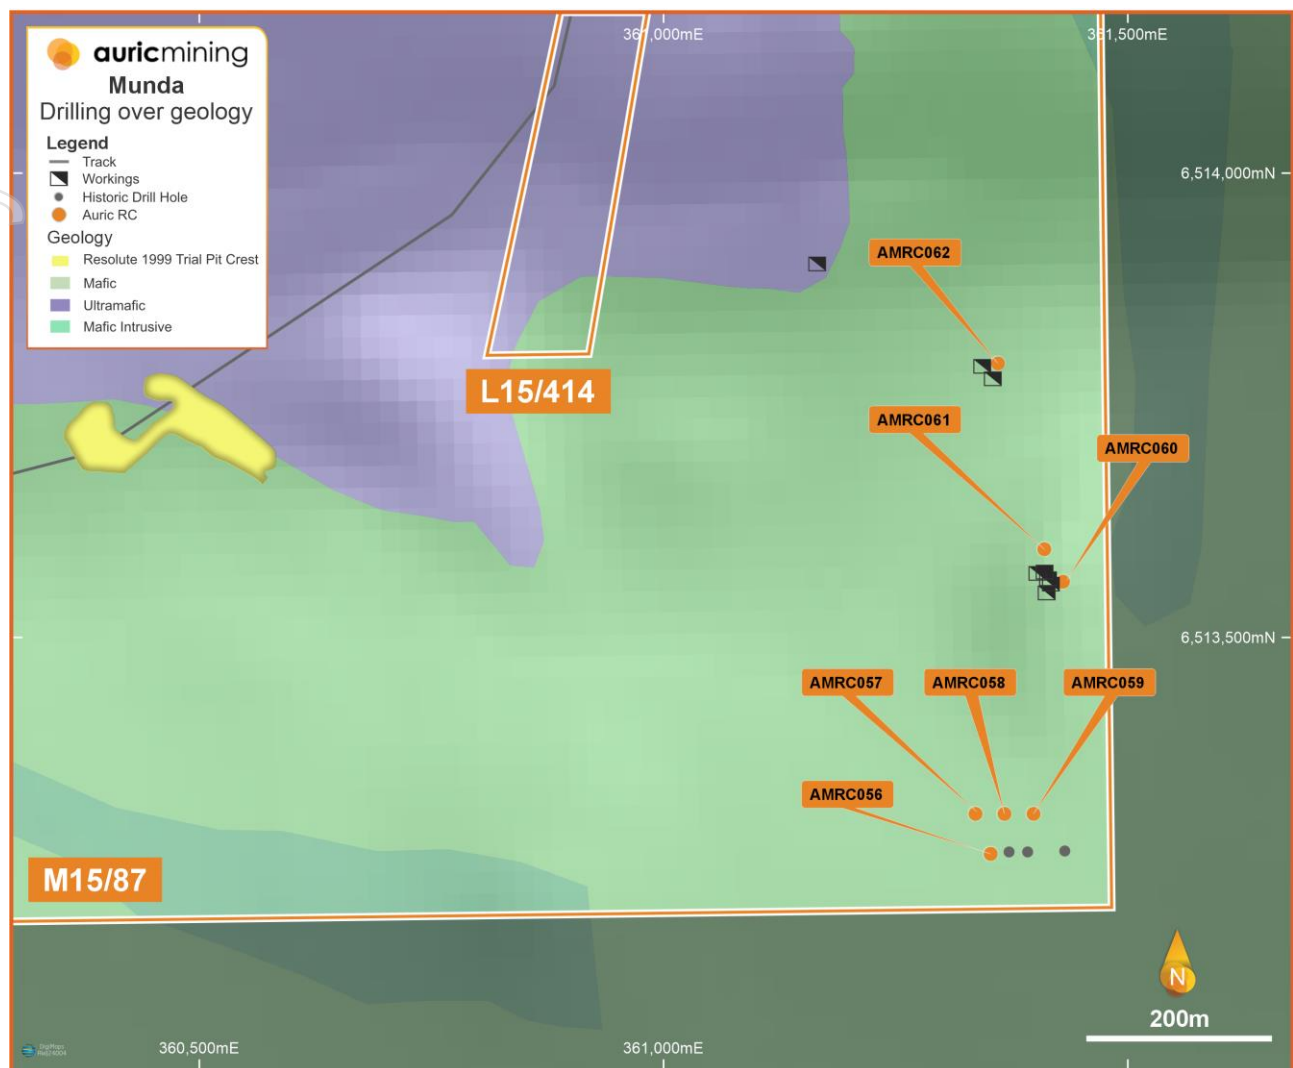 auricmining
Munda
Drilling over geology
Legend
Track
Workings
Historic Drill Hole
Auric RC
Geology
Resolute 1999 Trial Pit Crest
Mafic
Ultramafic
Mafic Intrusive
361,000mE
361,500mE
6,514,000mN
AMRC062
L15/414
AMRC061
AMRC060
6,513,500mN
AMRC057
AMRC058
AMRC059
AMRC056
M15/87
N
200m
360,500mE
361,000mE